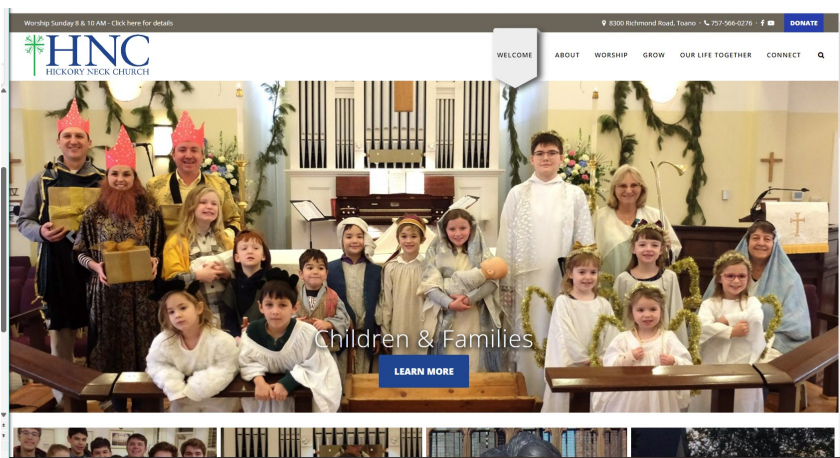 Worship Sunday 8 & 10 AM - Click here for details
8300 Richmond Road, Toano - 757-566-0276 -
DONATE
HNC
HICKORY NECK CHURCH
WELCOME
ABOUT
WORSHIP
GROW
OUR LIFE TOGETHER
CONNECT
Children & Families
LEARN MORE